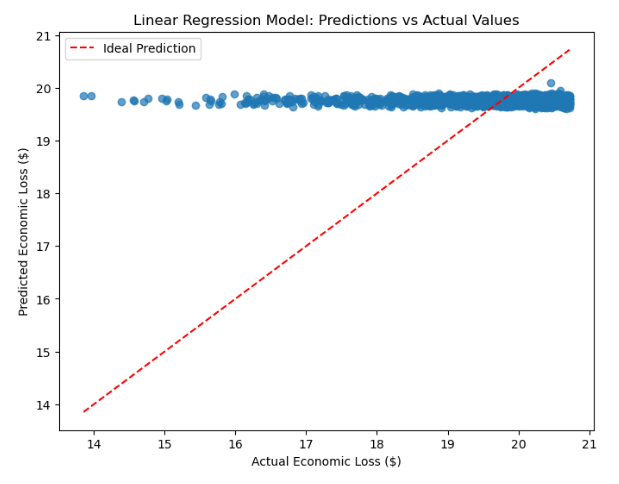 Linear Regression Model: Predictions vs Actual Values
Ideal Prediction
Predicted Economic Loss ($)
21
20
19
18
17
16
15
14
14 15 16 17 18 19 20 21
Actual Economic Loss ($)